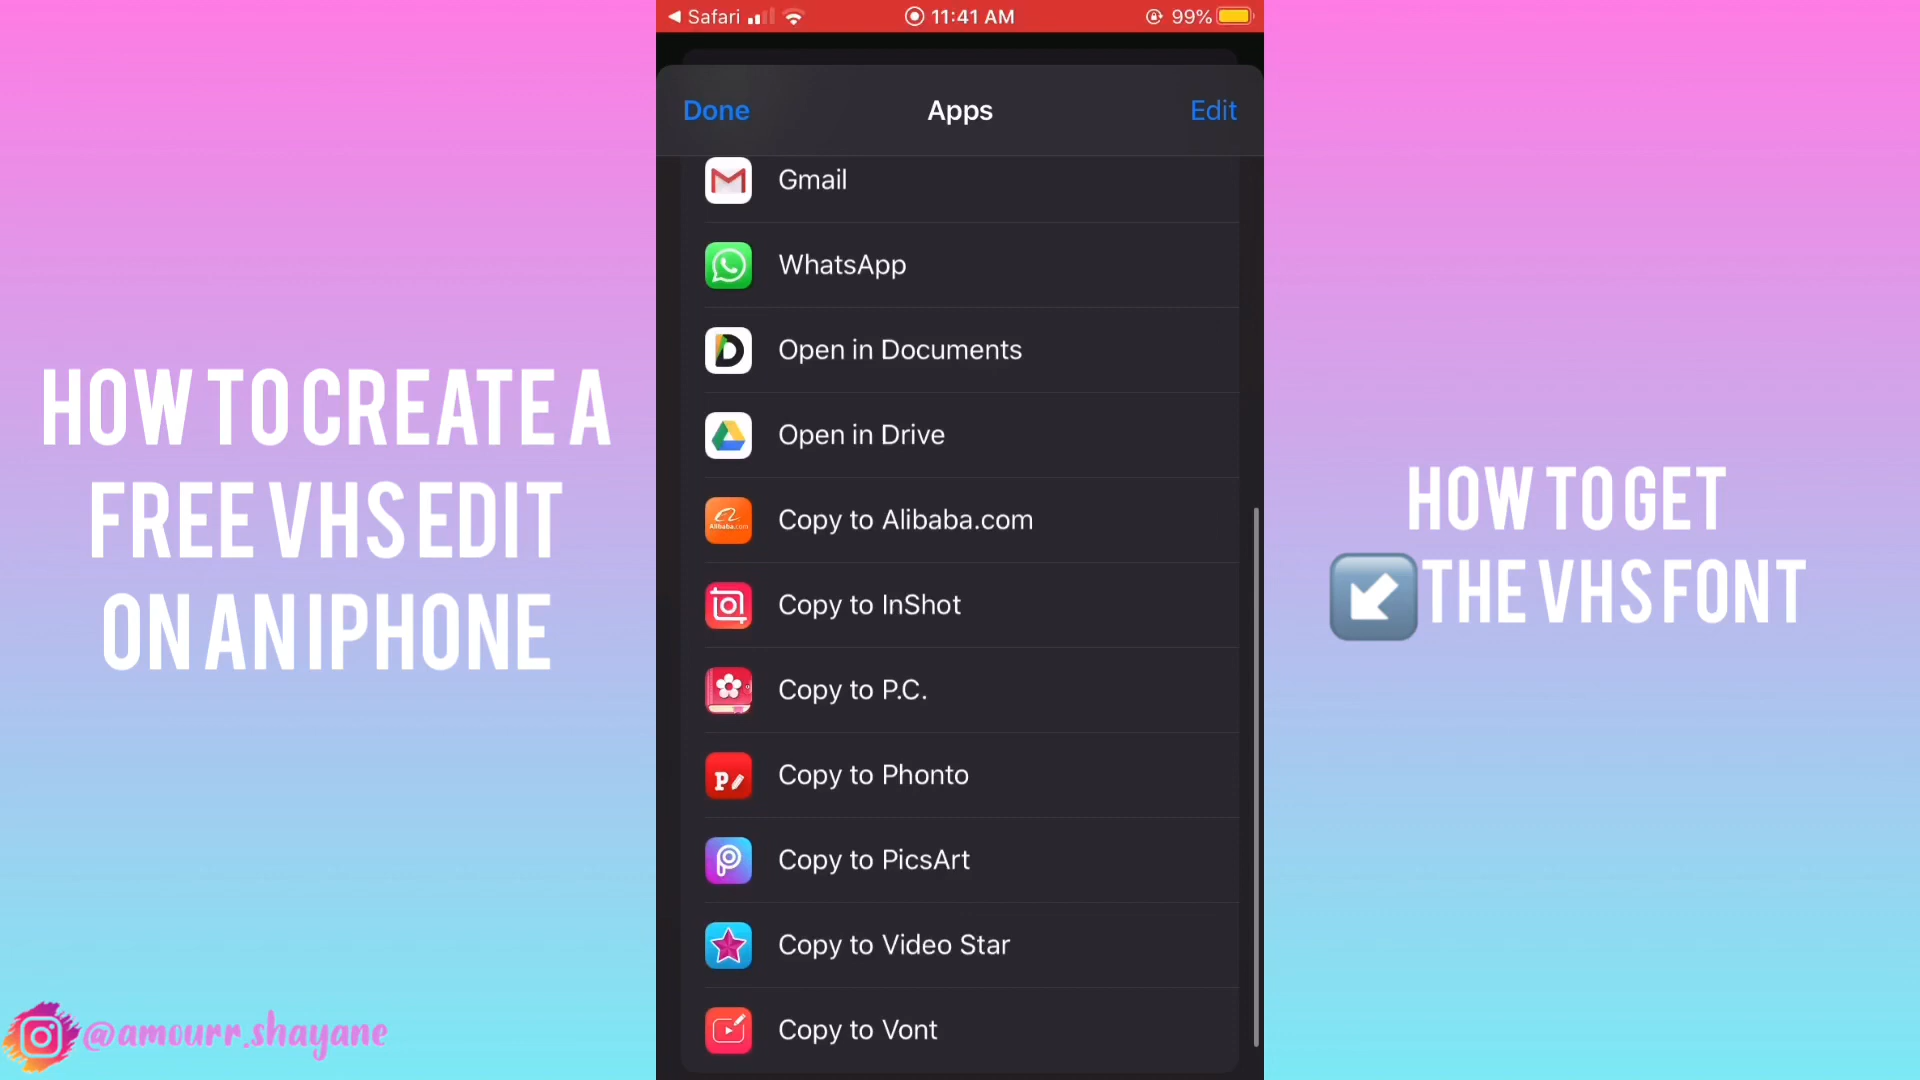 Safari
11:41 AM
99%
Done
Apps
Edit
Gmail
WhatsApp
Open in Documents
Open in Drive
Alibaba.com
Copy to Alibaba.com
Copy to InShot
Copy to P.C.
Copy to Phonto
Copy to PicsArt
Copy to Video Star
Copy to Vont
HOW TO CREATE A
FREE VHS EDIT
ON AN IPHONE
HOW TO GET
THE VHS FONT
@amourr.shayane